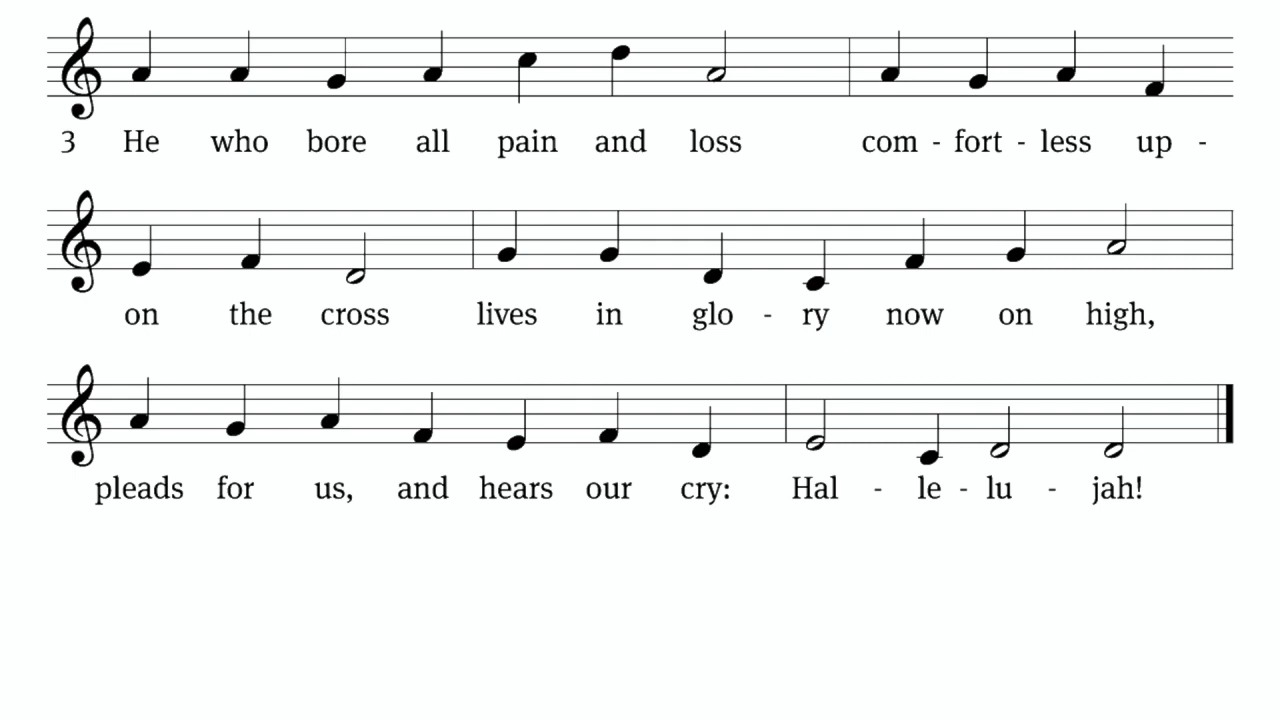 3 He who bore all pain and loss com - fort - less up -
on the cross lives in glo - ry now on high,
pleads for us, and hears our cry: Hal - le - lu - jah!